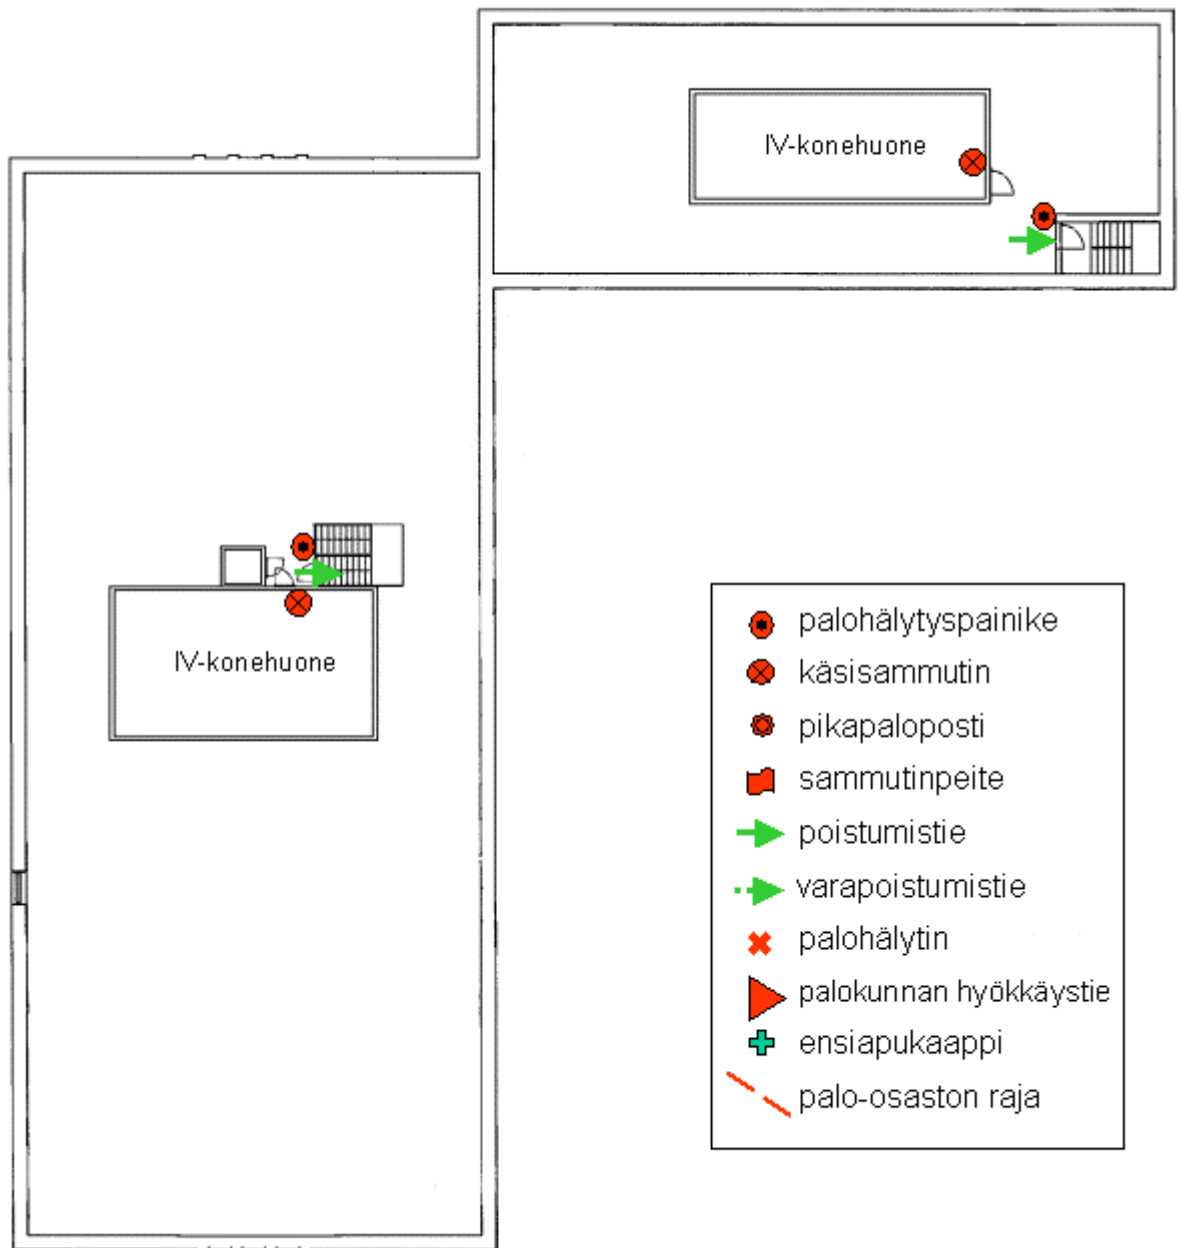 IV-konehuone
IV-konehuone
palohälytyspainike
käsisammutin
pikapaloposti
sammutinpeite
poistumistie
varapoistumistie
palohälytin
palokunnan hyökkäystie
ensiapukaappi
palo-osaston raja